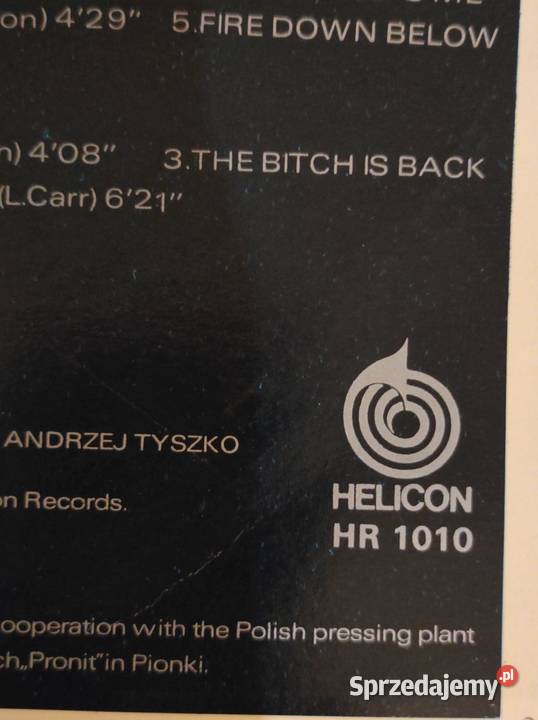 on) 4'29" 5.FIRE DOWN BELOW
n) 4'08" 3.THE BITCH IS BACK
(L.Carr) 6'21"
ANDRZEJ TYSZKO
on Records.
HELICON
HR 1010
ooperation with the Polish pressing plant
ch„Pronit"in Pionki.
Sprzedajemy.pl